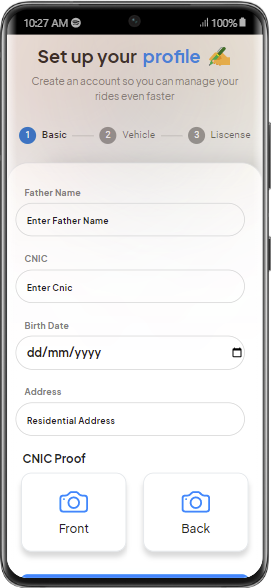 10:27 AM
100%
Set up your profile ✍
Create an account so you can manage your
rides even faster
1 Basic 2 Vehicle 3 Liscense
Father Name
Enter Father Name
CNIC
Enter Cnic
Birth Date
dd/mm/yyyy
Address
Residential Address
CNIC Proof
Front Back